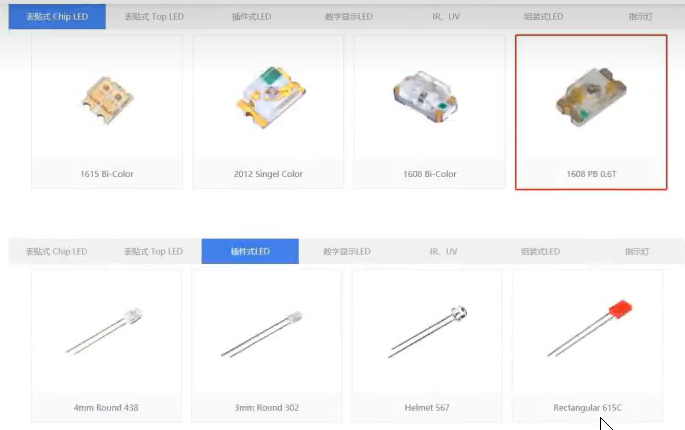 表贴式 Chip LED 表贴式 Top LED 插件式LED 数字显示LED IR、UV 组装式LED 指示灯
1615 Bi-Color 2012 Singel Color 1608 Bi-Color 1608 PB 0.6T
表贴式 Chip LED 表贴式 Top LED 插件式LED 数字显示LED IR、UV 组装式LED 指示灯
4mm Round 438 3mm Round 302 Helmet 567 Rectangular 615C